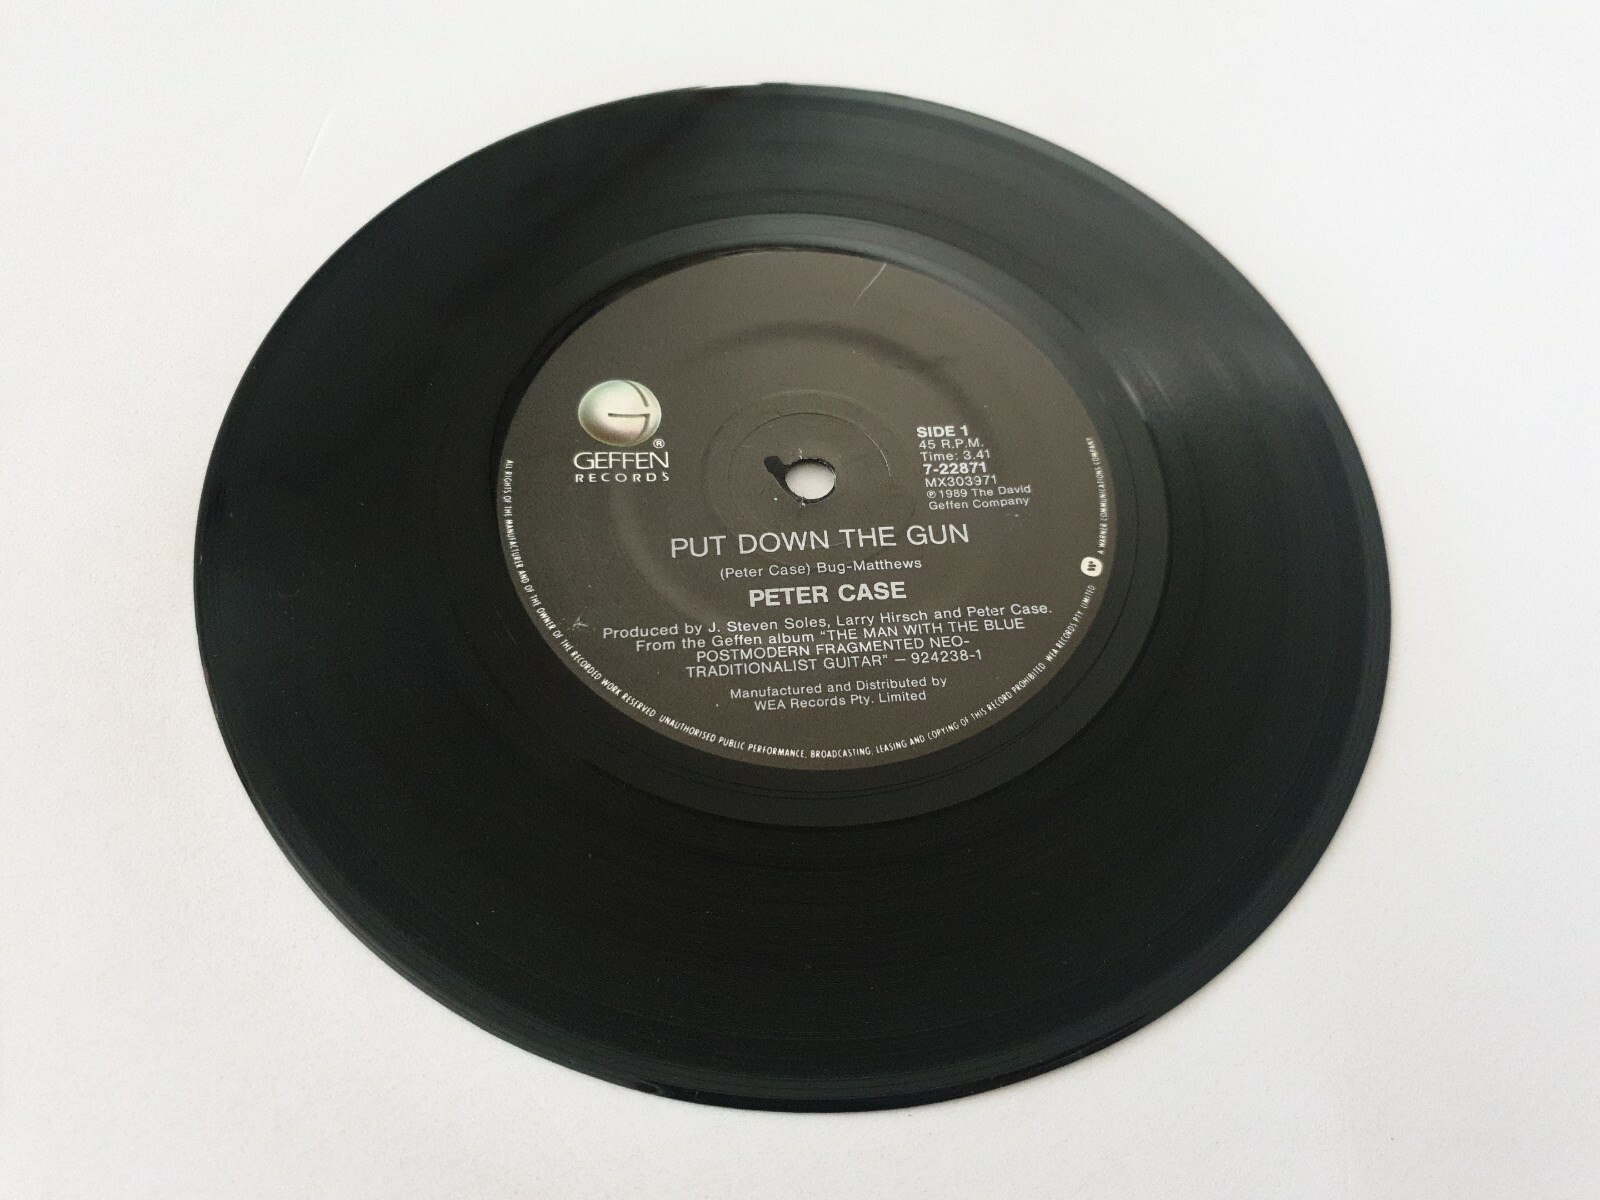 GEFFEN
RECORDS
SIDE 1
45 R.P.M.
Time: 3.41
7-22871
MX303971
℗ 1989 The David
Geffen Company
PUT DOWN THE GUN
(Peter Case) Bug-Matthews
PETER CASE
Produced by J. Steven Soles, Larry Hirsch and Peter Case.
From the Geffen album "THE MAN WITH THE BLUE
POSTMODERN FRAGMENTED NEO-
TRADITIONALIST GUITAR" — 924238-1
Manufactured and Distributed by
WEA Records Pty. Limited
ALL RIGHTS OF THE MANUFACTURER AND OF THE OWNER OF THE RECORDED WORK RESERVED UNAUTHORISED PUBLIC PERFORMANCE, BROADCASTING, LEASING AND COPYING OF THIS RECORD PROHIBITED. WEA RECORDS PTY. LIMITED A WARNER COMMUNICATIONS COMPANY